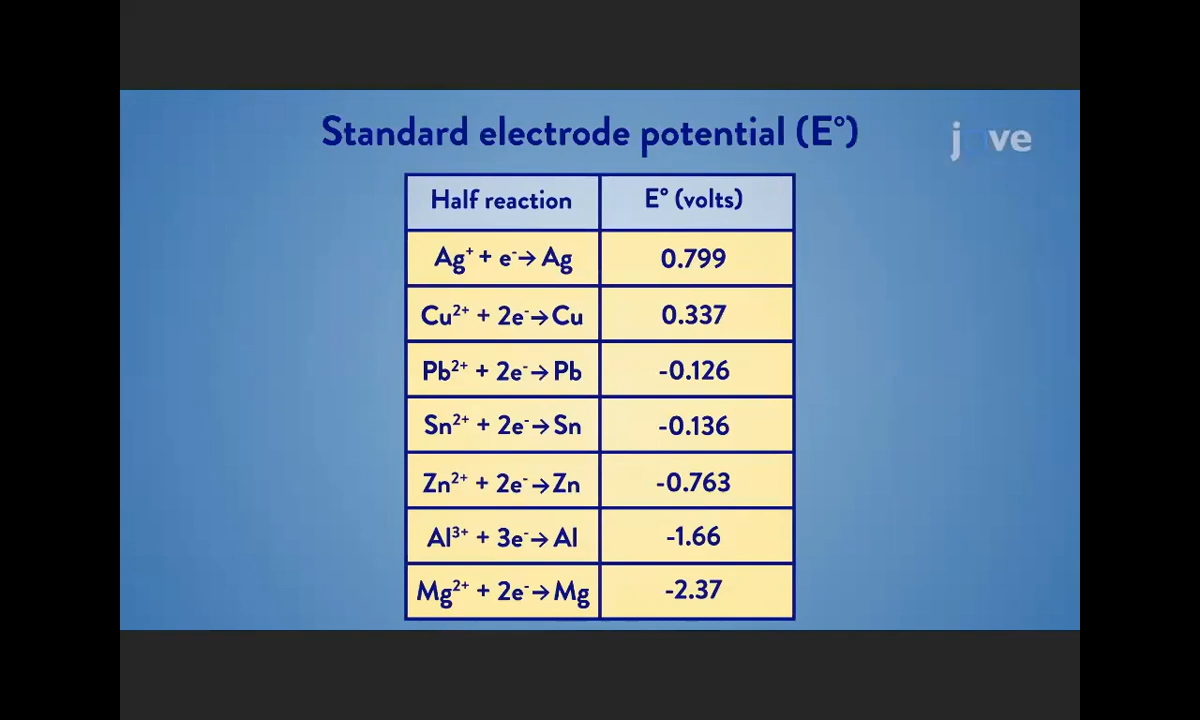 Standard electrode potential (E°)
jove
Half reaction E° (volts)
Ag⁺ + e⁻→ Ag 0.799
Cu²⁺ + 2e⁻→Cu 0.337
Pb²⁺ + 2e⁻→ Pb -0.126
Sn²⁺ + 2e⁻→ Sn -0.136
Zn²⁺ + 2e⁻→Zn -0.763
Al³⁺ + 3e⁻→ Al -1.66
Mg²⁺ + 2e⁻→ Mg -2.37